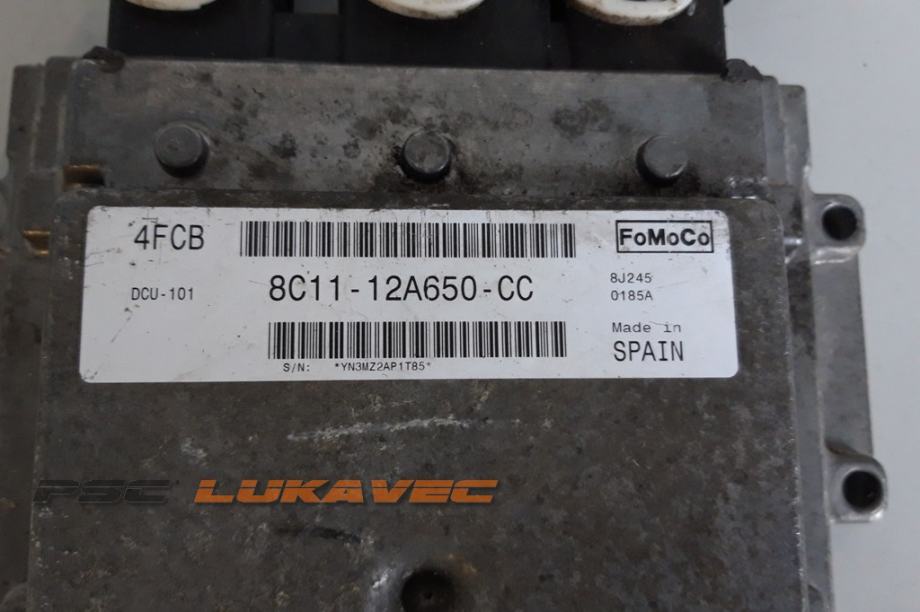 4FCB
FoMoCo
DCU-101
8C11-12A650-CC
8J245
0185A
Made in
SPAIN
S/N: *YN3MZ2AP1T85*
PSC LUKAVEC